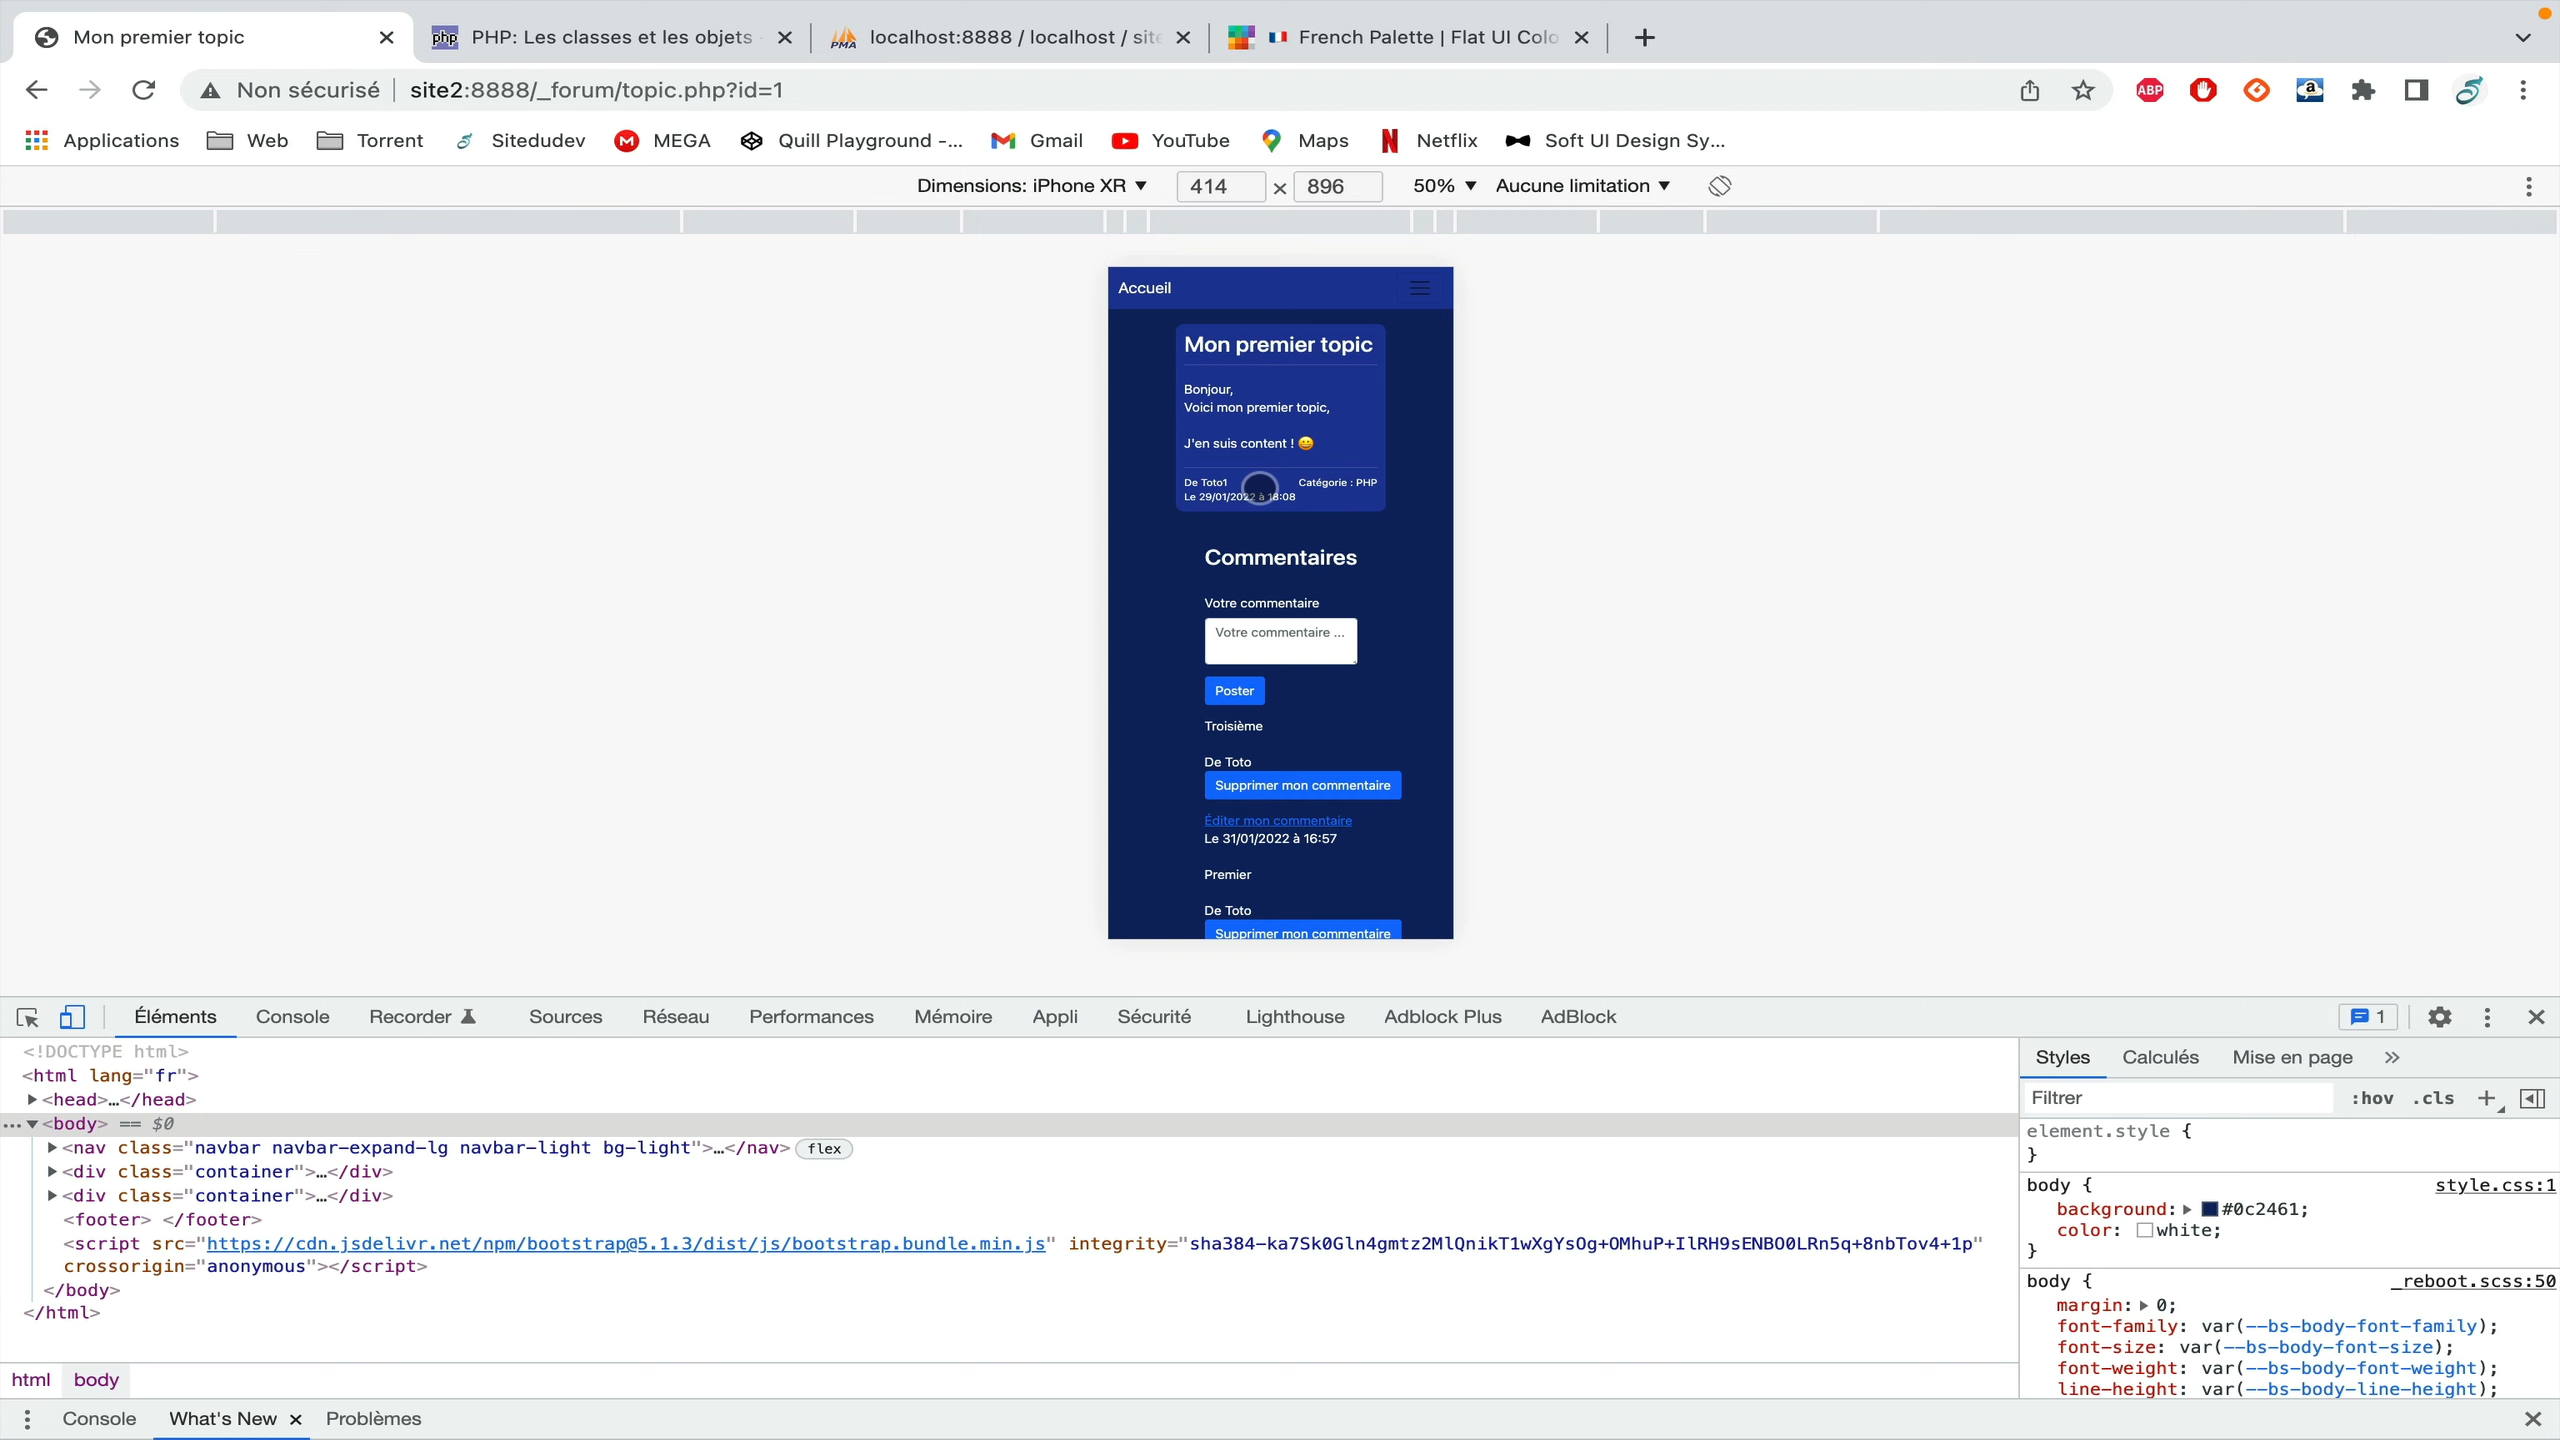 Mon premier topic
PHP: Les classes et les objets -
localhost:8888 / localhost / site
French Palette | Flat UI Colo
Non sécurisé
site2:8888/_forum/topic.php?id=1
ABP
Applications
Web
Torrent
Sitedudev
MEGA
Quill Playground -...
Gmail
YouTube
Maps
Netflix
Soft UI Design Sy...
Dimensions: iPhone XR ▼
414 × 896
50% ▼
Aucune limitation ▼
Accueil
Mon premier topic
Bonjour,
Voici mon premier topic,
J'en suis content ! 😀
De Toto1
Catégorie : PHP
Le 29/01/2022 à 18:08
Commentaires
Votre commentaire
Votre commentaire ...
Poster
Troisième
De Toto
Supprimer mon commentaire
Éditer mon commentaire
Le 31/01/2022 à 16:57
Premier
De Toto
Supprimer mon commentaire
Éléments
Console
Recorder
Sources
Réseau
Performances
Mémoire
Appli
Sécurité
Lighthouse
Adblock Plus
AdBlock
1
<!DOCTYPE html>
<html lang="fr">
▶<head>…</head>
…▼<body> == $0
▶<nav class="navbar navbar-expand-lg navbar-light bg-light">…</nav> flex
▶<div class="container">…</div>
▶<div class="container">…</div>
<footer> </footer>
<script src="https://cdn.jsdelivr.net/npm/bootstrap@5.1.3/dist/js/bootstrap.bundle.min.js" integrity="sha384-ka7Sk0Gln4gmtz2MlQnikT1wXgYsOg+OMhuP+IlRH9sENBO0LRn5q+8nbTov4+1p"
crossorigin="anonymous"></script>
</body>
</html>
html body
Styles
Calculés
Mise en page
»
Filtrer
:hov
.cls
element.style {
}
body {
style.css:1
background: ▶ #0c2461;
color: white;
}
body {
_reboot.scss:50
margin: ▶ 0;
font-family: var(--bs-body-font-family);
font-size: var(--bs-body-font-size);
font-weight: var(--bs-body-font-weight);
line-height: var(--bs-body-line-height);
Console
What's New
Problèmes